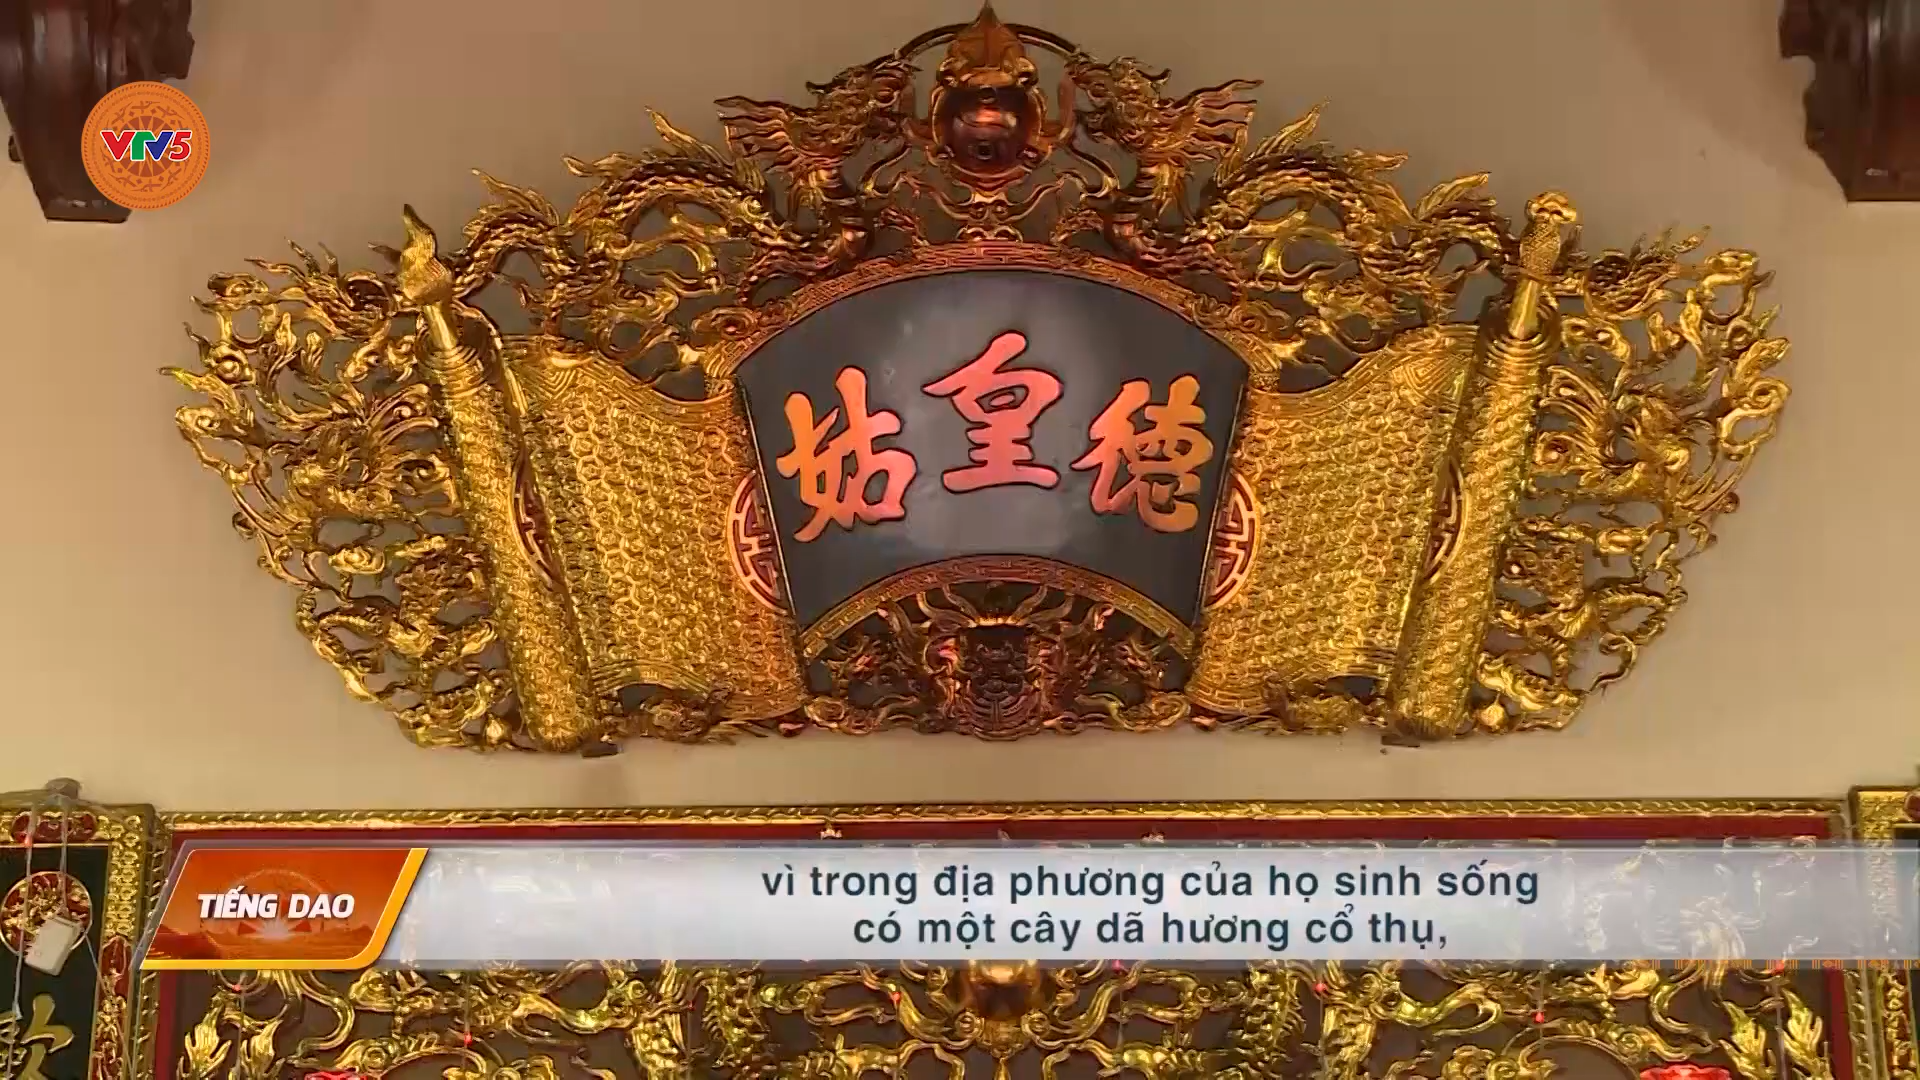 VTV5
姑皇德
TIẾNG DAO
vì trong địa phương của họ sinh sống
có một cây dã hương cổ thụ,